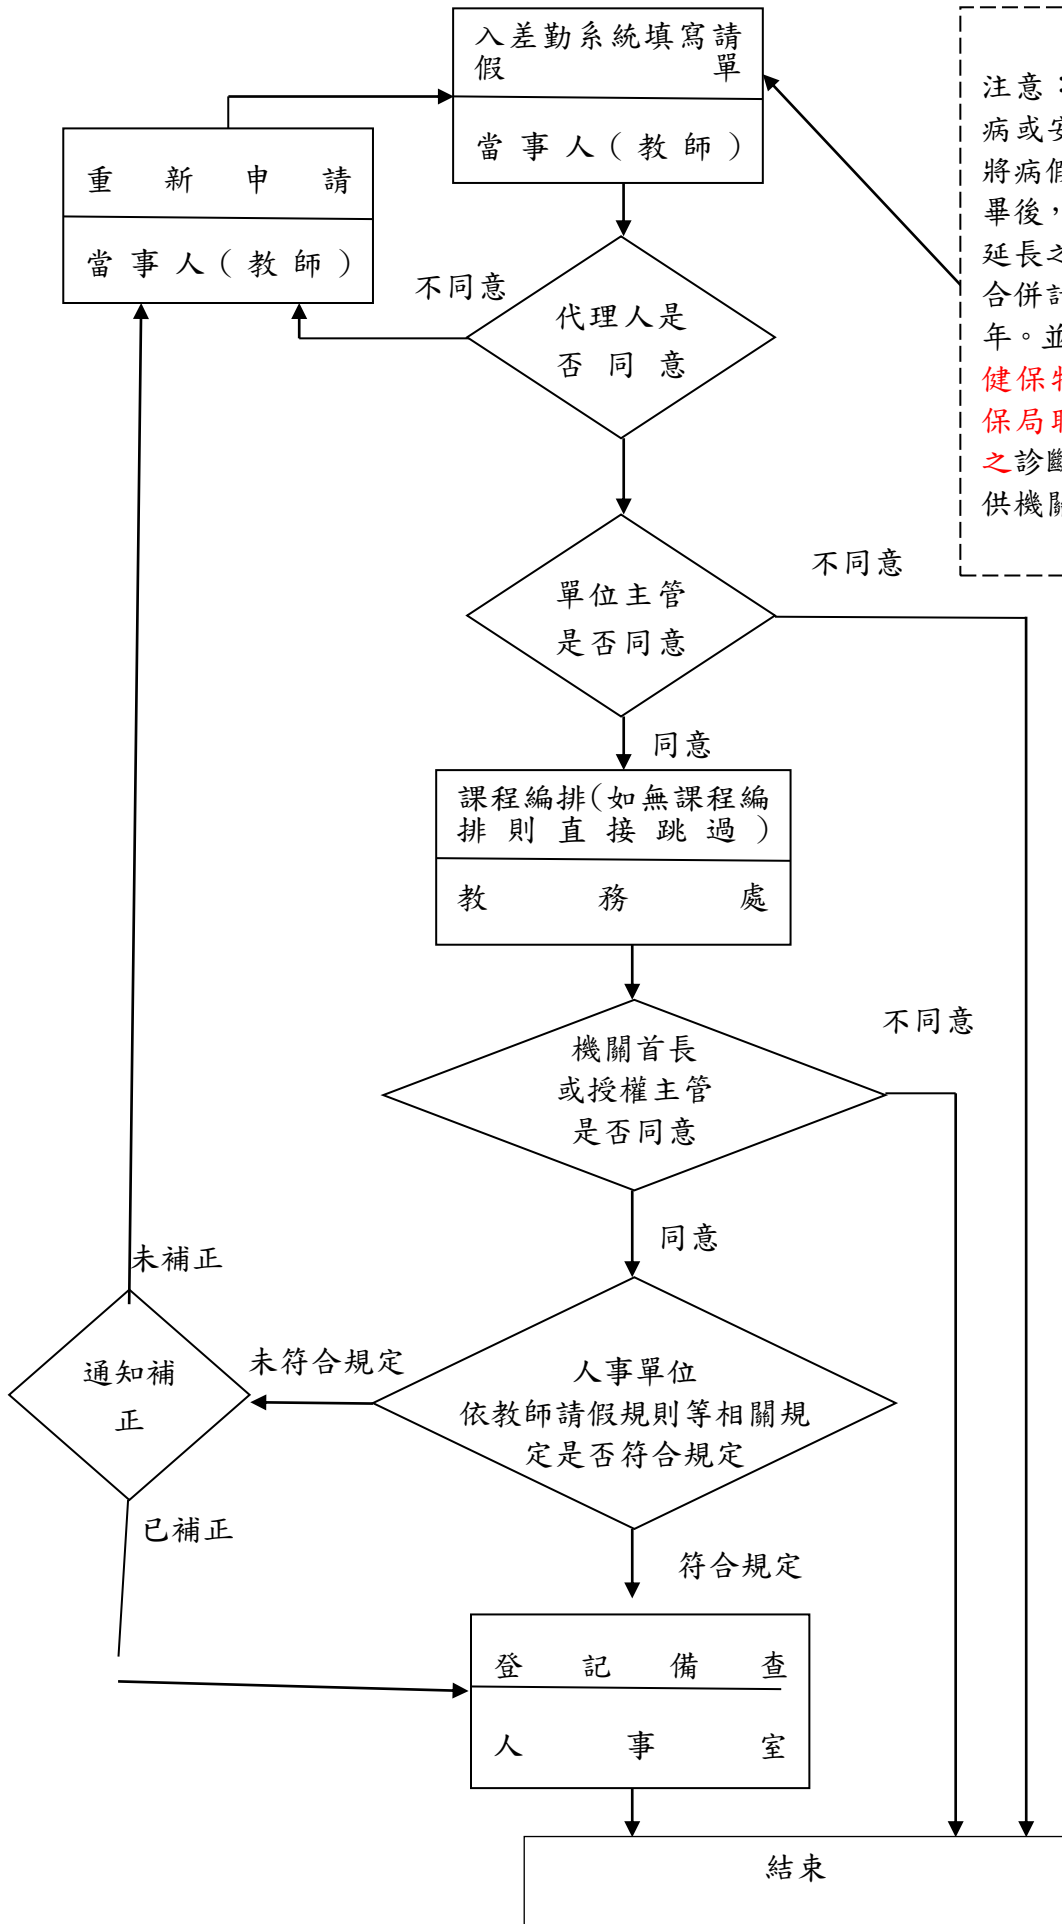 入差勤系統填寫請
假單
當事人(教師)
重新申請
當事人(教師)
注意：
病或安
將病假
畢後，
延長之
合併計
年。並
健保特
保局耶
之診斷
供機關
不同意
代理人是
否同意
不同意
單位主管
是否同意
同意
課程編排(如無課程編
排則直接跳過)
教務處
不同意
機關首長
或授權主管
是否同意
同意
未補正
通知補
正
未符合規定
人事單位
依教師請假規則等相關規
定是否符合規定
已補正
符合規定
登記備查
人事室
結束